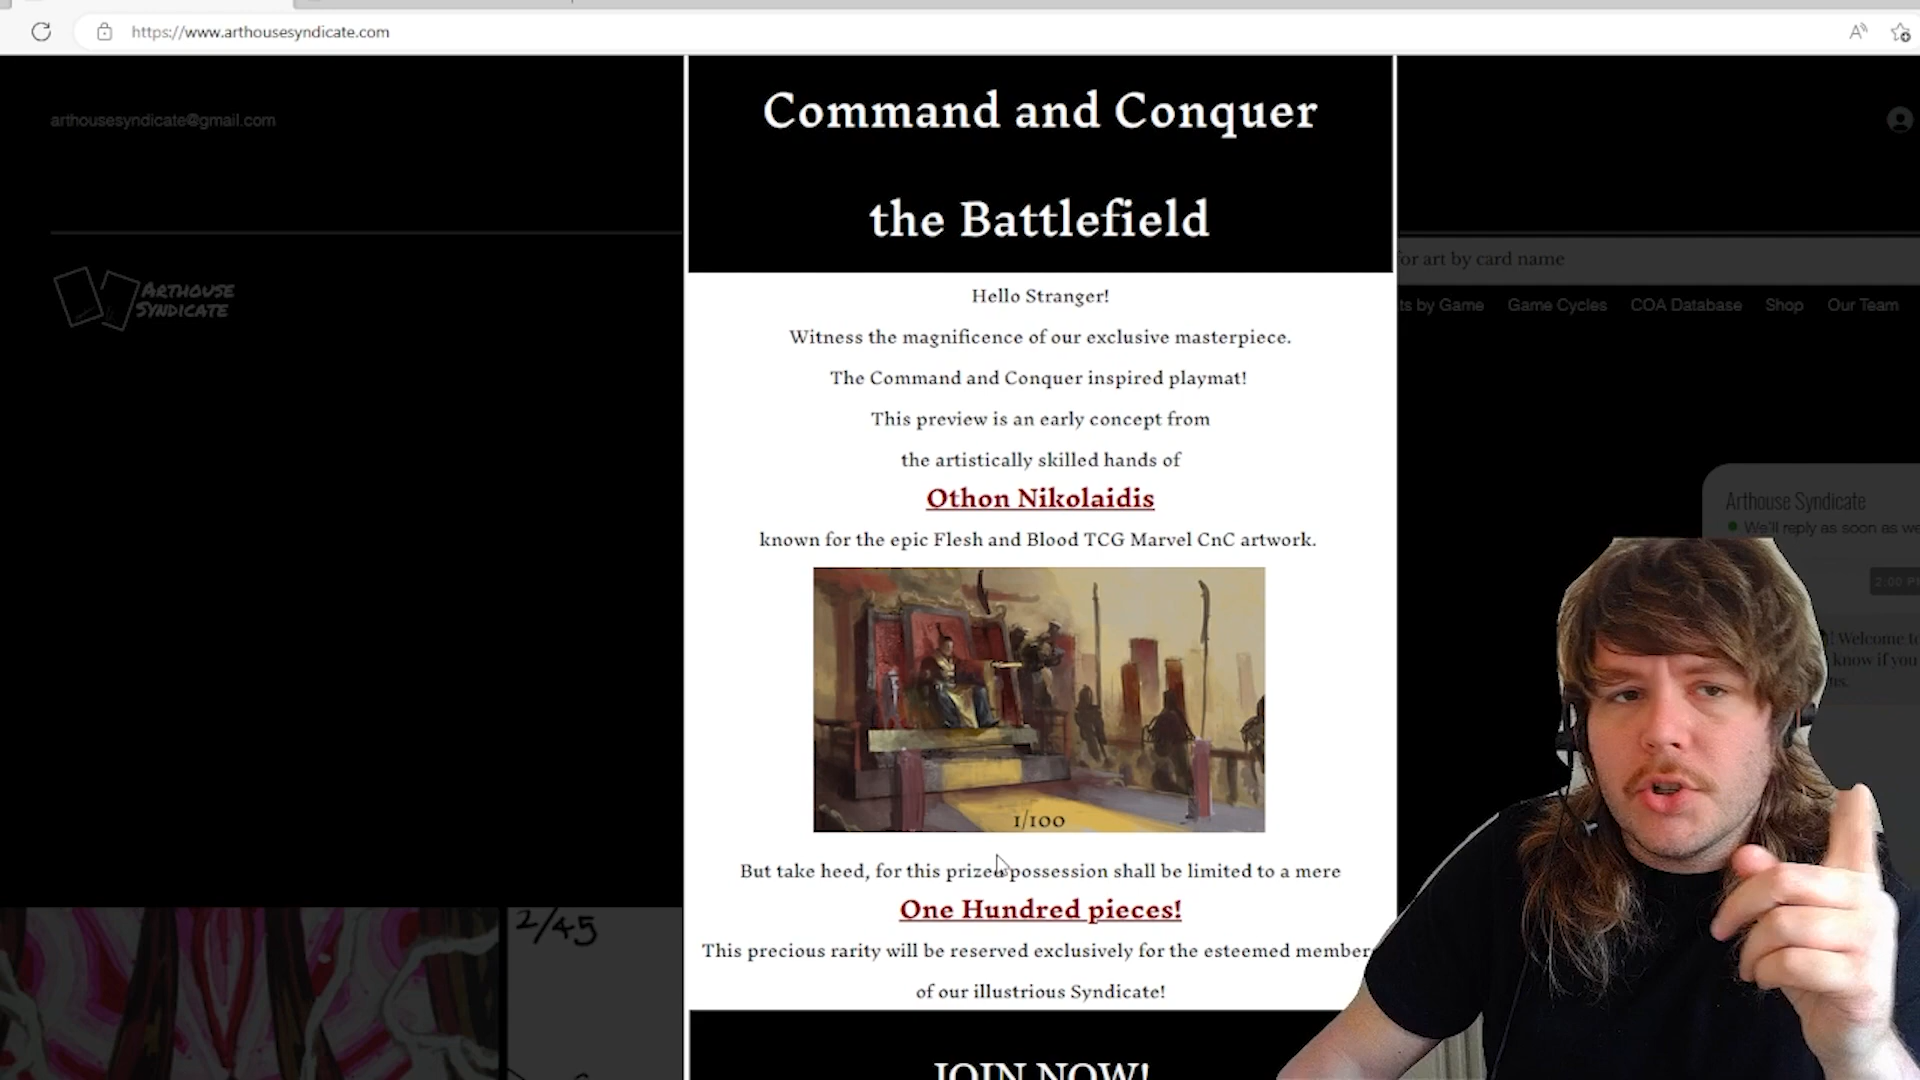 https://www.arthousesyndicate.com
Command and Conquer
the Battlefield
arthousesyndicate@gmail.com
ARTHOUSE
SYNDICATE
for art by card name
ts by Game
Game Cycles
COA Database
Shop
Our Team
Hello Stranger!
Witness the magnificence of our exclusive masterpiece.
The Command and Conquer inspired playmat!
This preview is an early concept from
the artistically skilled hands of
Othon Nikolaidis
known for the epic Flesh and Blood TCG Marvel CnC artwork.
1/100
But take heed, for this prized possession shall be limited to a mere
One Hundred pieces!
This precious rarity will be reserved exclusively for the esteemed member
of our illustrious Syndicate!
JOIN NOW!
Arthouse Syndicate
We'll reply as soon as we
2:00 P
! Welcome to
know if you
2/45